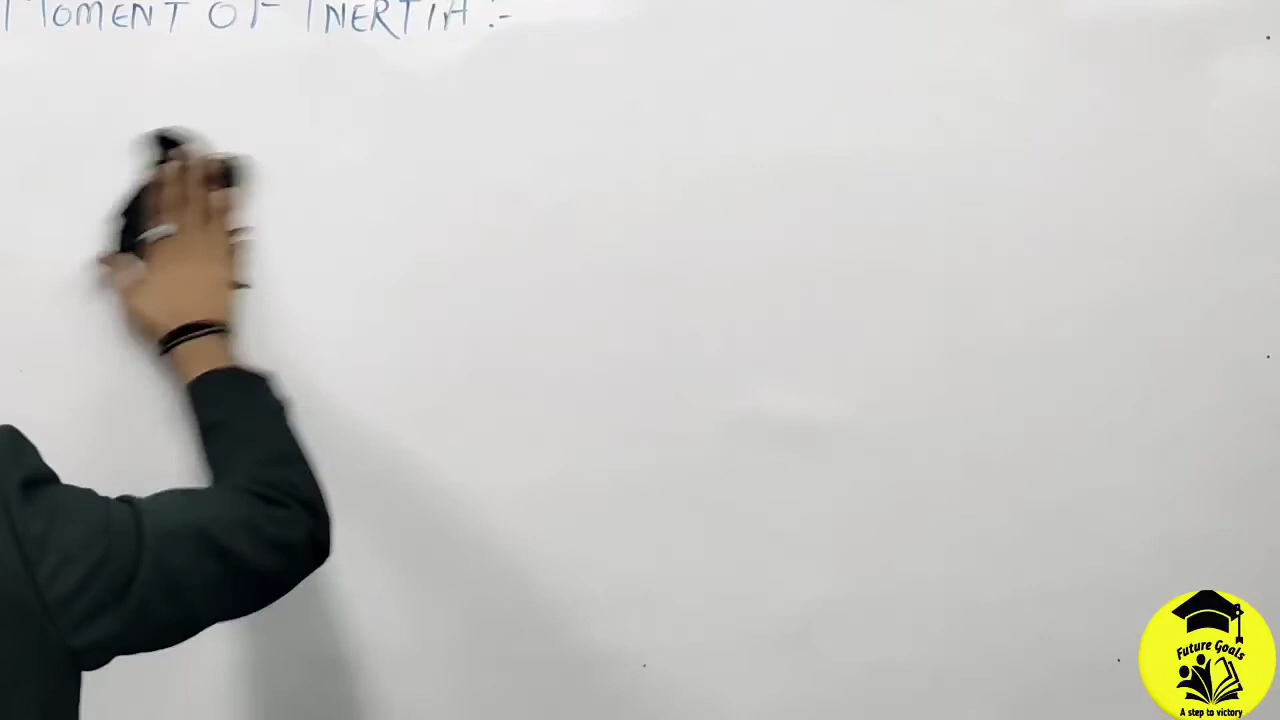 MOMENT OF INERTIA :-
Future Goals
A step to victory